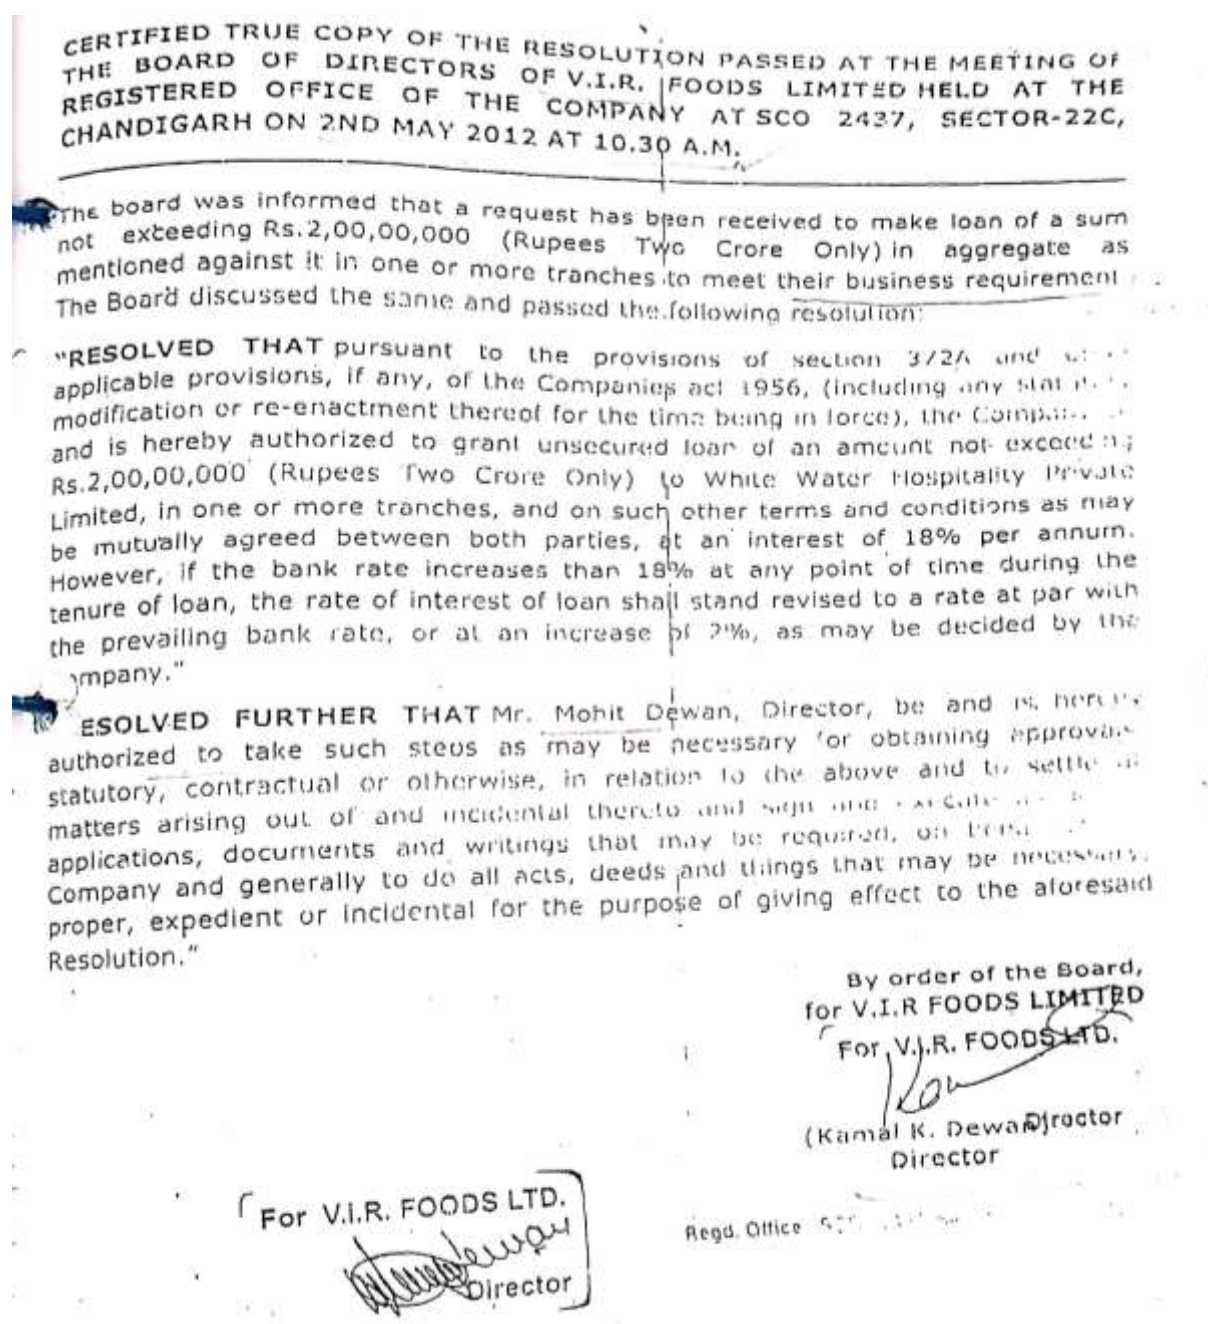 CERTIFIED TRUE COPY OF THE RESOLUTION PASSED AT THE MEETING OF
THE BOARD OF DIRECTORS OF V.I.R. FOODS LIMITED HELD AT THE
REGISTERED OFFICE OF THE COMPANY AT SCO 2437, SECTOR-22C,
CHANDIGARH ON 2ND MAY 2012 AT 10.30 A.M.
The board was informed that a request has been received to make loan of a sum
not exceeding Rs.2,00,00,000 (Rupees Two Crore Only) in aggregate as
mentioned against it in one or more tranches to meet their business requirement
The Board discussed the same and passed the following resolution:
"RESOLVED THAT pursuant to the provisions of section 372A and
applicable provisions, if any, of the Companies act 1956, (including any
modification or re-enactment thereof for the time being in force), the
and is hereby authorized to grant unsecured loan of an amount not exceeding
Rs.2,00,00,000 (Rupees Two Crore Only) to White Water Hospitality Private
Limited, in one or more tranches, and on such other terms and conditions as may
be mutually agreed between both parties, at an interest of 18% per annum.
However, if the bank rate increases than 18% at any point of time during the
tenure of loan, the rate of interest of loan shall stand revised to a rate at par with
the prevailing bank rate, or at an increase of 2%, as may be decided by the
mpany."
ESOLVED FURTHER THAT Mr. Mohit Dewan, Director, be and is
authorized to take such steps as may be necessary for obtaining
statutory, contractual or otherwise, in relation to the above and to settle
matters arising out of and incidental thereto and sign and
applications, documents and writings that may be required, on
Company and generally to do all acts, deeds and things that may be necessary,
proper, expedient or incidental for the purpose of giving effect to the aforesaid
Resolution."
By order of the Board,
for V.I.R FOODS LIMITED
For V.I.R. FOODS LTD.
(Kamal K. Dewan) Director
Director
For V.I.R. FOODS LTD.
Director
Regd. Office